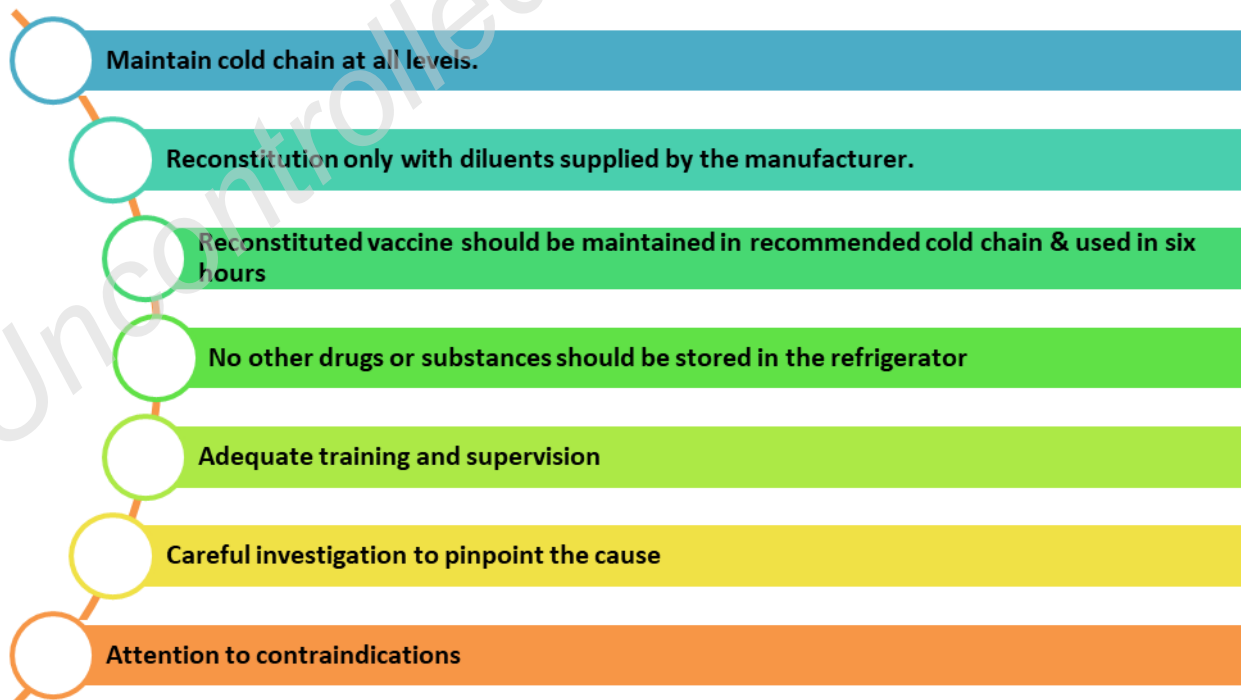 Maintain cold chain at all levels.
Reconstitution only with diluents supplied by the manufacturer.
Reconstituted vaccine should be maintained in recommended cold chain & used in six
hours
No other drugs or substances should be stored in the refrigerator
Adequate training and supervision
Careful investigation to pinpoint the cause
Attention to contraindications
Uncontrolled